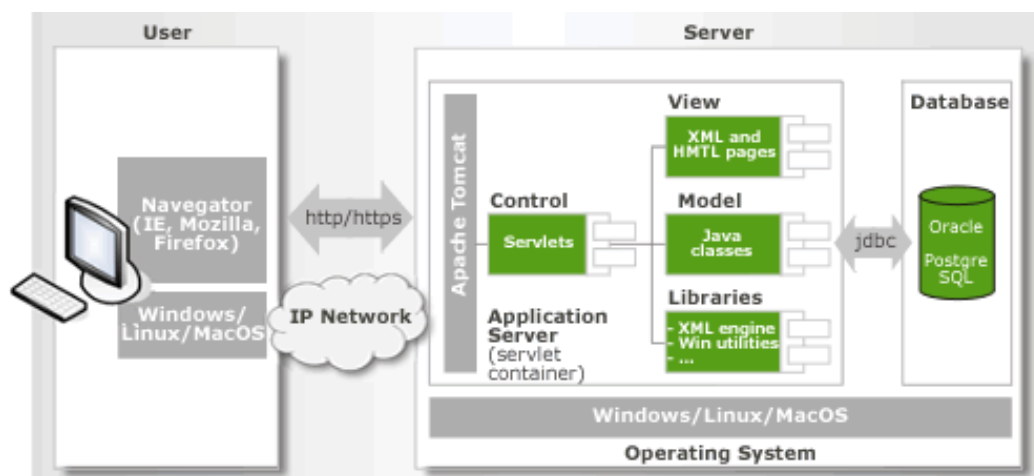 User
Server
Navegator
(IE, Mozilla,
Firefox)
Windows/
Linux/MacOS
http/https
IP Network
Apache Tomcat
Control
Servlets
Application
Server
(servlet
container)
View
XML and
HMTL pages
Model
Java
classes
Libraries
- XML engine
- Win utilities
- ...
jdbc
Database
Oracle
Postgre
SQL
Windows/Linux/MacOS
Operating System